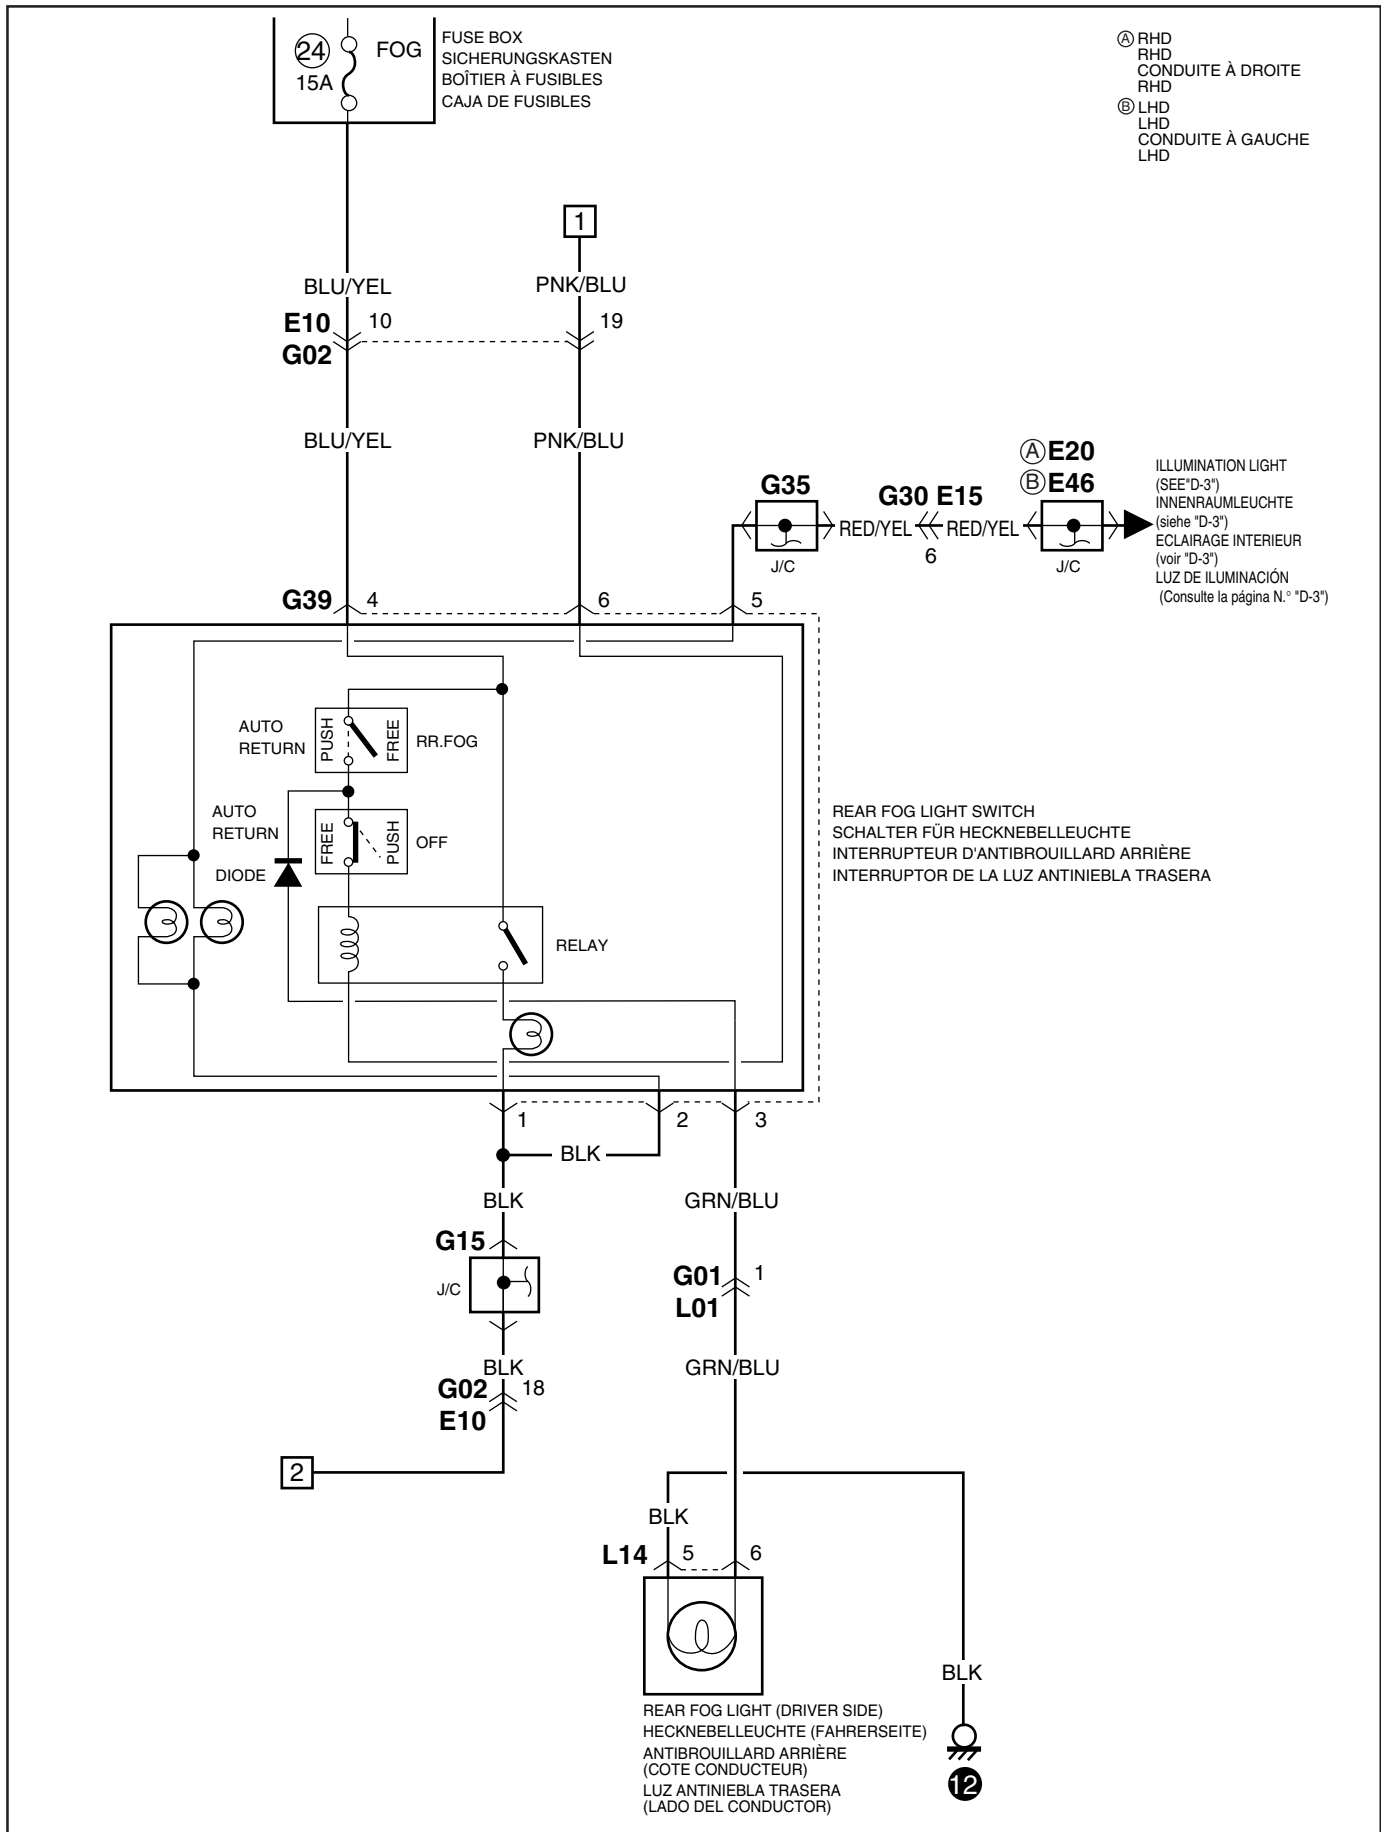 24
15A
FOG
FUSE BOX
SICHERUNGSKASTEN
BOÎTIER À FUSIBLES
CAJA DE FUSIBLES
A RHD
RHD
CONDUITE À DROITE
RHD
B LHD
LHD
CONDUITE À GAUCHE
LHD
1
BLU/YEL
PNK/BLU
E10
10
19
G02
BLU/YEL
PNK/BLU
A E20
B E46
G35
G30 E15
RED/YEL
RED/YEL
6
J/C
J/C
ILLUMINATION LIGHT
(SEE"D-3")
INNENRAUMLEUCHTE
(siehe "D-3")
ECLAIRAGE INTERIEUR
(voir "D-3")
LUZ DE ILUMINACIÓN
(Consulte la página N.° "D-3")
G39
4
6
5
AUTO
RETURN
PUSH
FREE
RR.FOG
AUTO
RETURN
FREE
PUSH
OFF
DIODE
RELAY
REAR FOG LIGHT SWITCH
SCHALTER FÜR HECKNEBELLEUCHTE
INTERRUPTEUR D'ANTIBROUILLARD ARRIÈRE
INTERRUPTOR DE LA LUZ ANTINIEBLA TRASERA
1
2
3
BLK
BLK
GRN/BLU
G15
J/C
G01
1
L01
BLK
GRN/BLU
G02
18
E10
2
BLK
L14
5
6
BLK
12
REAR FOG LIGHT (DRIVER SIDE)
HECKNEBELLEUCHTE (FAHRERSEITE)
ANTIBROUILLARD ARRIÈRE
(COTE CONDUCTEUR)
LUZ ANTINIEBLA TRASERA
(LADO DEL CONDUCTOR)